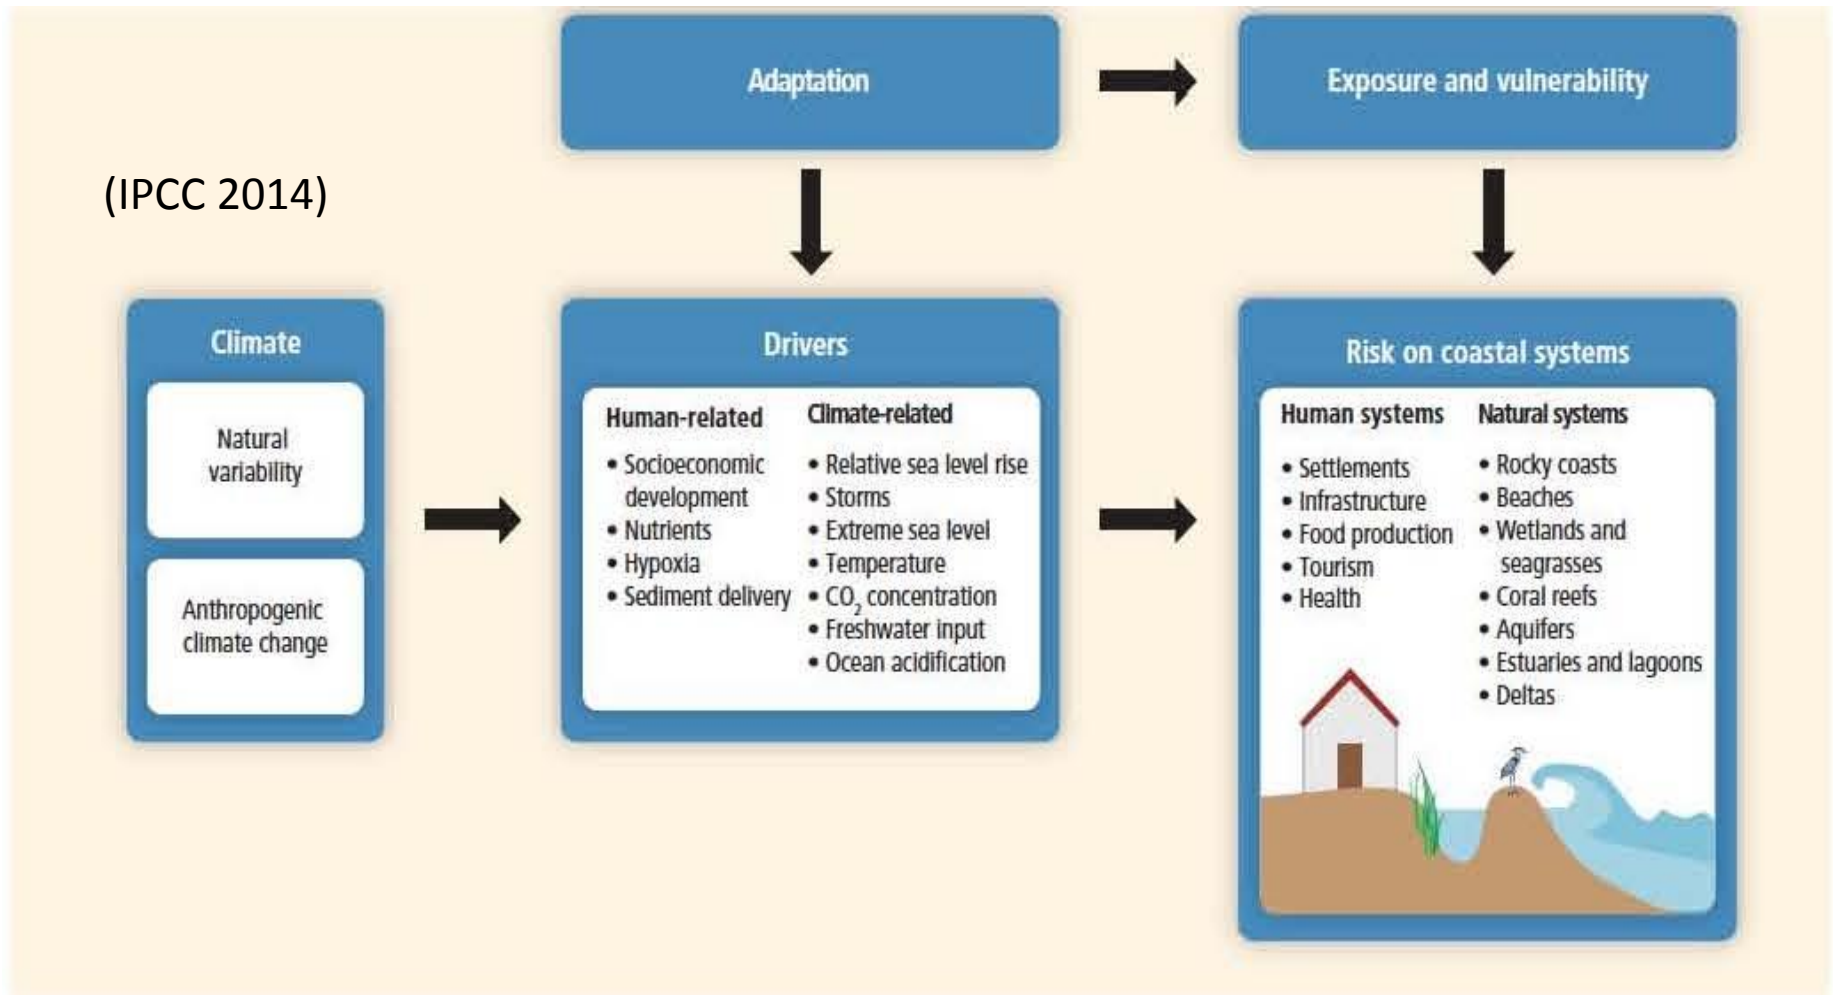 Adaptation
Exposure and vulnerability
(IPCC 2014)
Climate
Natural
variability
Anthropogenic
climate change
Drivers
Human-related
• Socioeconomic
development
• Nutrients
• Hypoxia
• Sediment delivery
Climate-related
• Relative sea level rise
• Storms
• Extreme sea level
• Temperature
• CO₂ concentration
• Freshwater input
• Ocean acidification
Risk on coastal systems
Human systems
• Settlements
• Infrastructure
• Food production
• Tourism
• Health
Natural systems
• Rocky coasts
• Beaches
• Wetlands and
seagrasses
• Coral reefs
• Aquifers
• Estuaries and lagoons
• Deltas